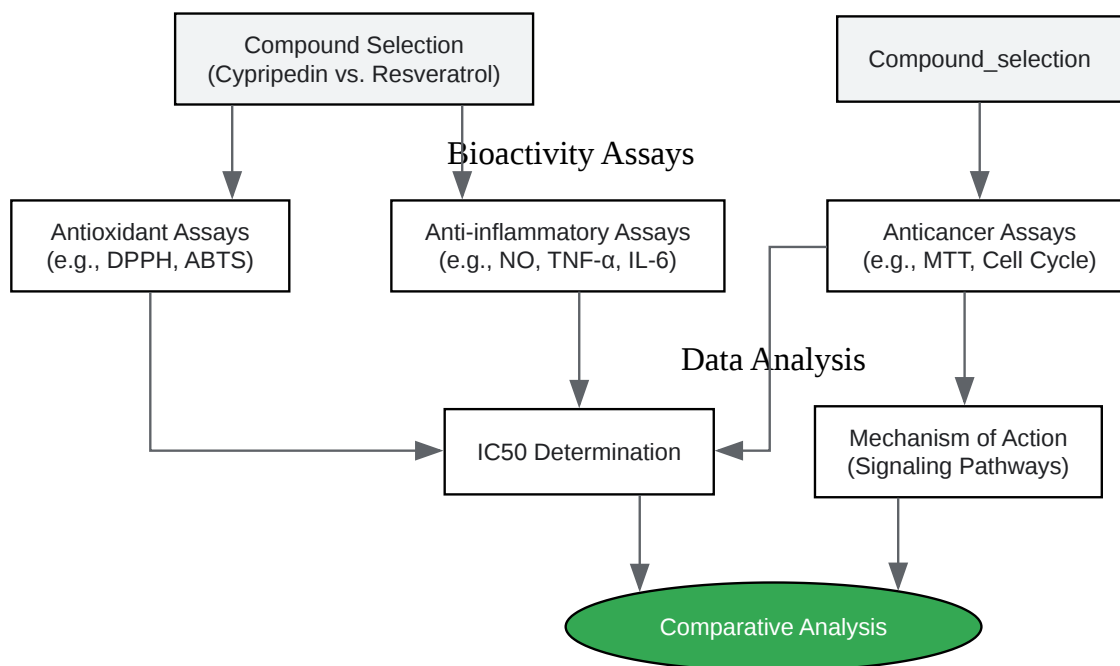 Compound Selection
(Cypripedin vs. Resveratrol)
Compound_selection
Bioactivity Assays
Antioxidant Assays
(e.g., DPPH, ABTS)
Anti-inflammatory Assays
(e.g., NO, TNF-α, IL-6)
Anticancer Assays
(e.g., MTT, Cell Cycle)
Data Analysis
IC50 Determination
Mechanism of Action
(Signaling Pathways)
Comparative Analysis